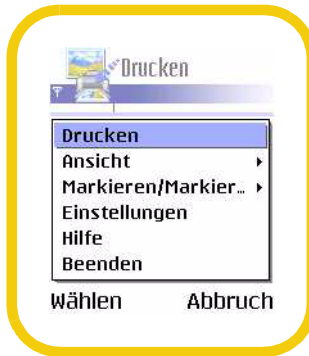 Drucken
Drucken
Ansicht
Markieren/Markier…
Einstellungen
Hilfe
Beenden
Wählen Abbruch